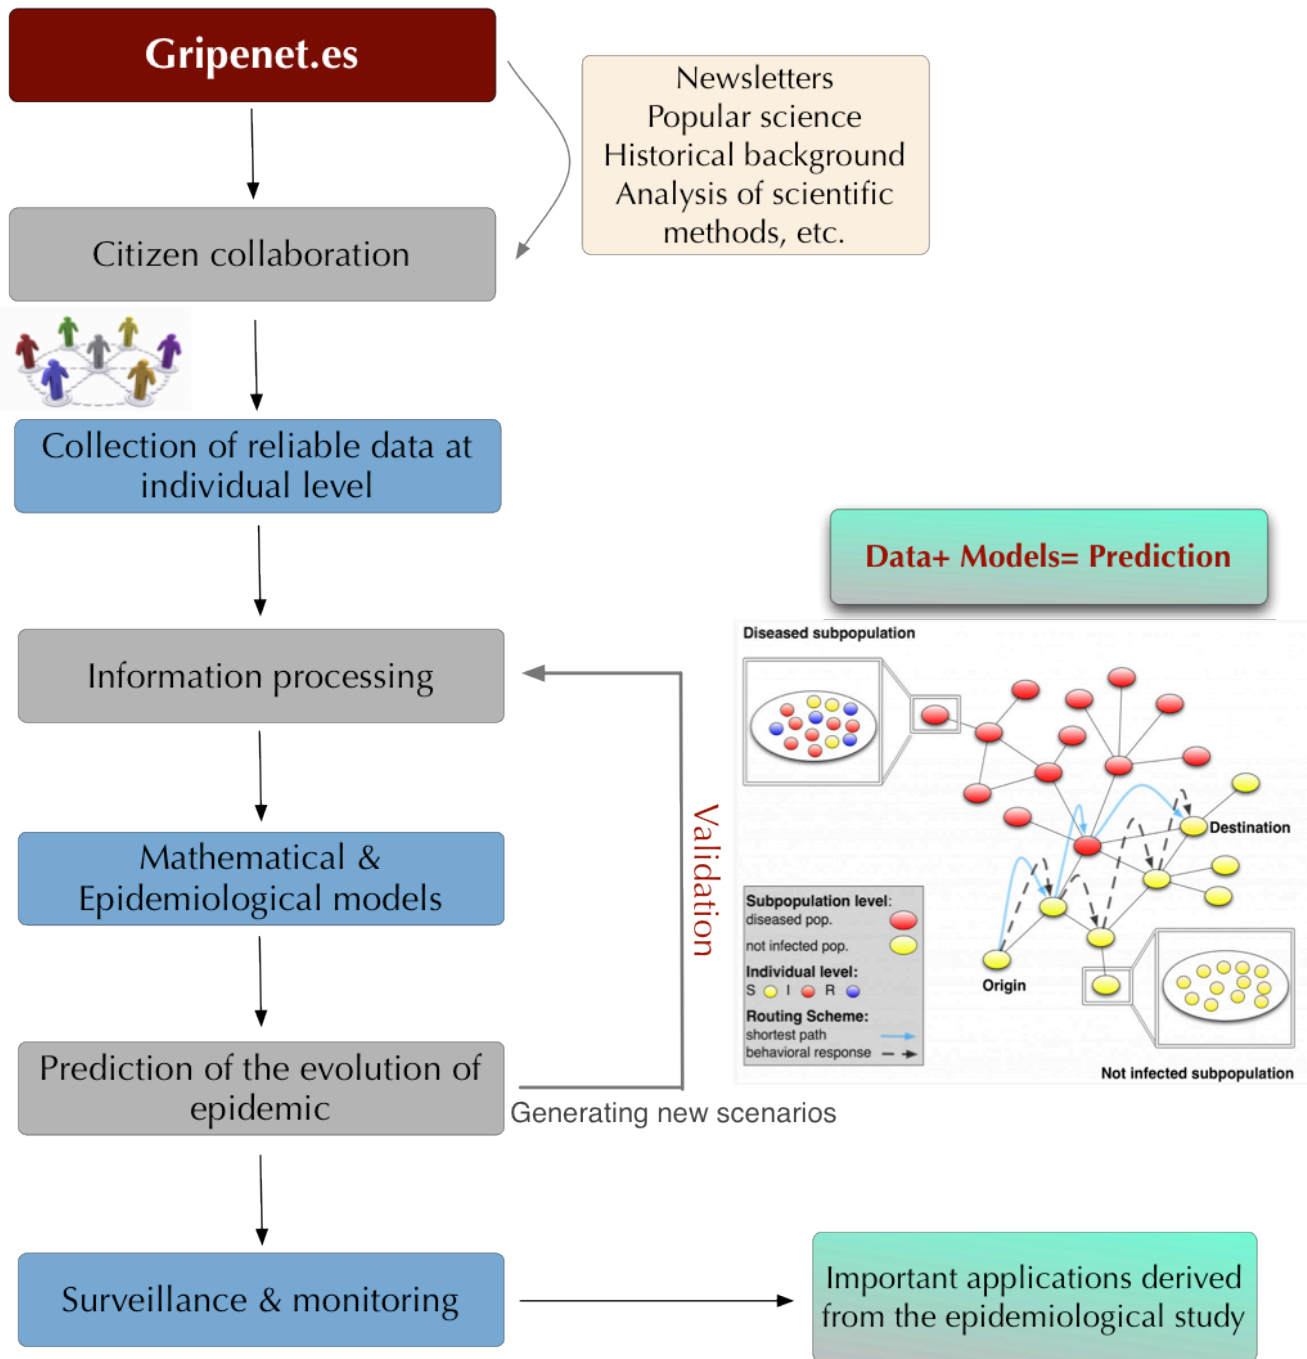 Gripenet.es
Newsletters
Popular science
Historical background
Analysis of scientific
methods, etc.
Citizen collaboration
Collection of reliable data at
individual level
Information processing
Mathematical &
Epidemiological models
Prediction of the evolution of
epidemic
Generating new scenarios
Validation
Surveillance & monitoring
Important applications derived
from the epidemiological study
Data+ Models= Prediction
Diseased subpopulation
Destination
Origin
Subpopulation level:
diseased pop.
not infected pop.
Individual level:
S I R
Routing Scheme:
shortest path
behavioral response
Not infected subpopulation